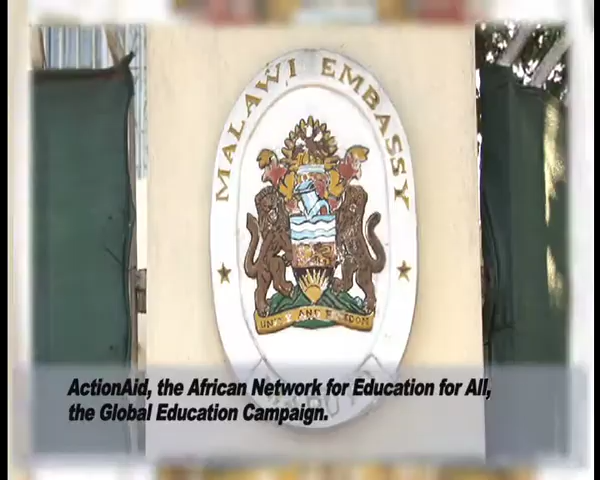 MALAWI EMBASSY
UNITY AND FREEDOM
ActionAid, the African Network for Education for All,
the Global Education Campaign.